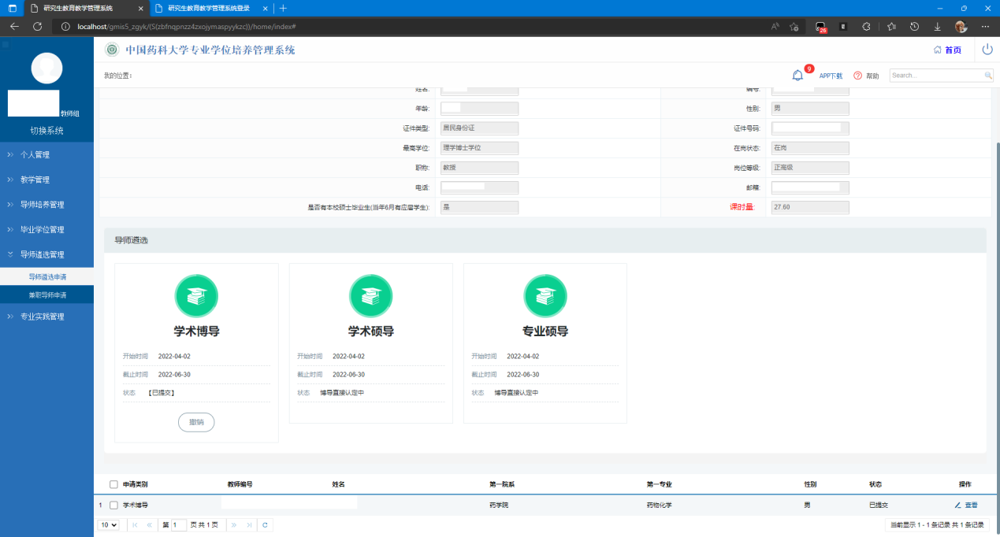 研究生教育教学管理系统
研究生教育教学管理系统登录
localhost/gmis5_zgyk/(S(zbfnqpnzz4zxojymaspyykzc))/home/index#
26
中国药科大学专业学位培养管理系统
首页
教师组
切换系统
我的位置:
9
APP下载
帮助
Search...
个人管理
教学管理
导师培养管理
毕业学位管理
导师遴选管理
导师遴选申请
兼职导师申请
专业实践管理
姓名:
编号:
年龄:
性别: 男
证件类型: 居民身份证
证件号码:
最高学位: 理学博士学位
在岗状态: 在岗
职称: 教授
岗位等级: 正高级
电话:
邮箱:
是否有本校硕士毕业生(当年6月有应届学生): 是
课时量: 27.60
导师遴选
学术博导
开始时间 2022-04-02
截止时间 2022-06-30
状态 【已提交】
撤销
学术硕导
开始时间 2022-04-02
截止时间 2022-06-30
状态 博导直接认定中
专业硕导
开始时间 2022-04-02
截止时间 2022-06-30
状态 博导直接认定中
申请类别 教师编号 姓名 第一院系 第一专业 性别 状态 操作
1 学术博导 药学院 药物化学 男 已提交 查看
10 第 1 页 共 1 页
当前显示 1 - 1 条记录 共 1 条记录